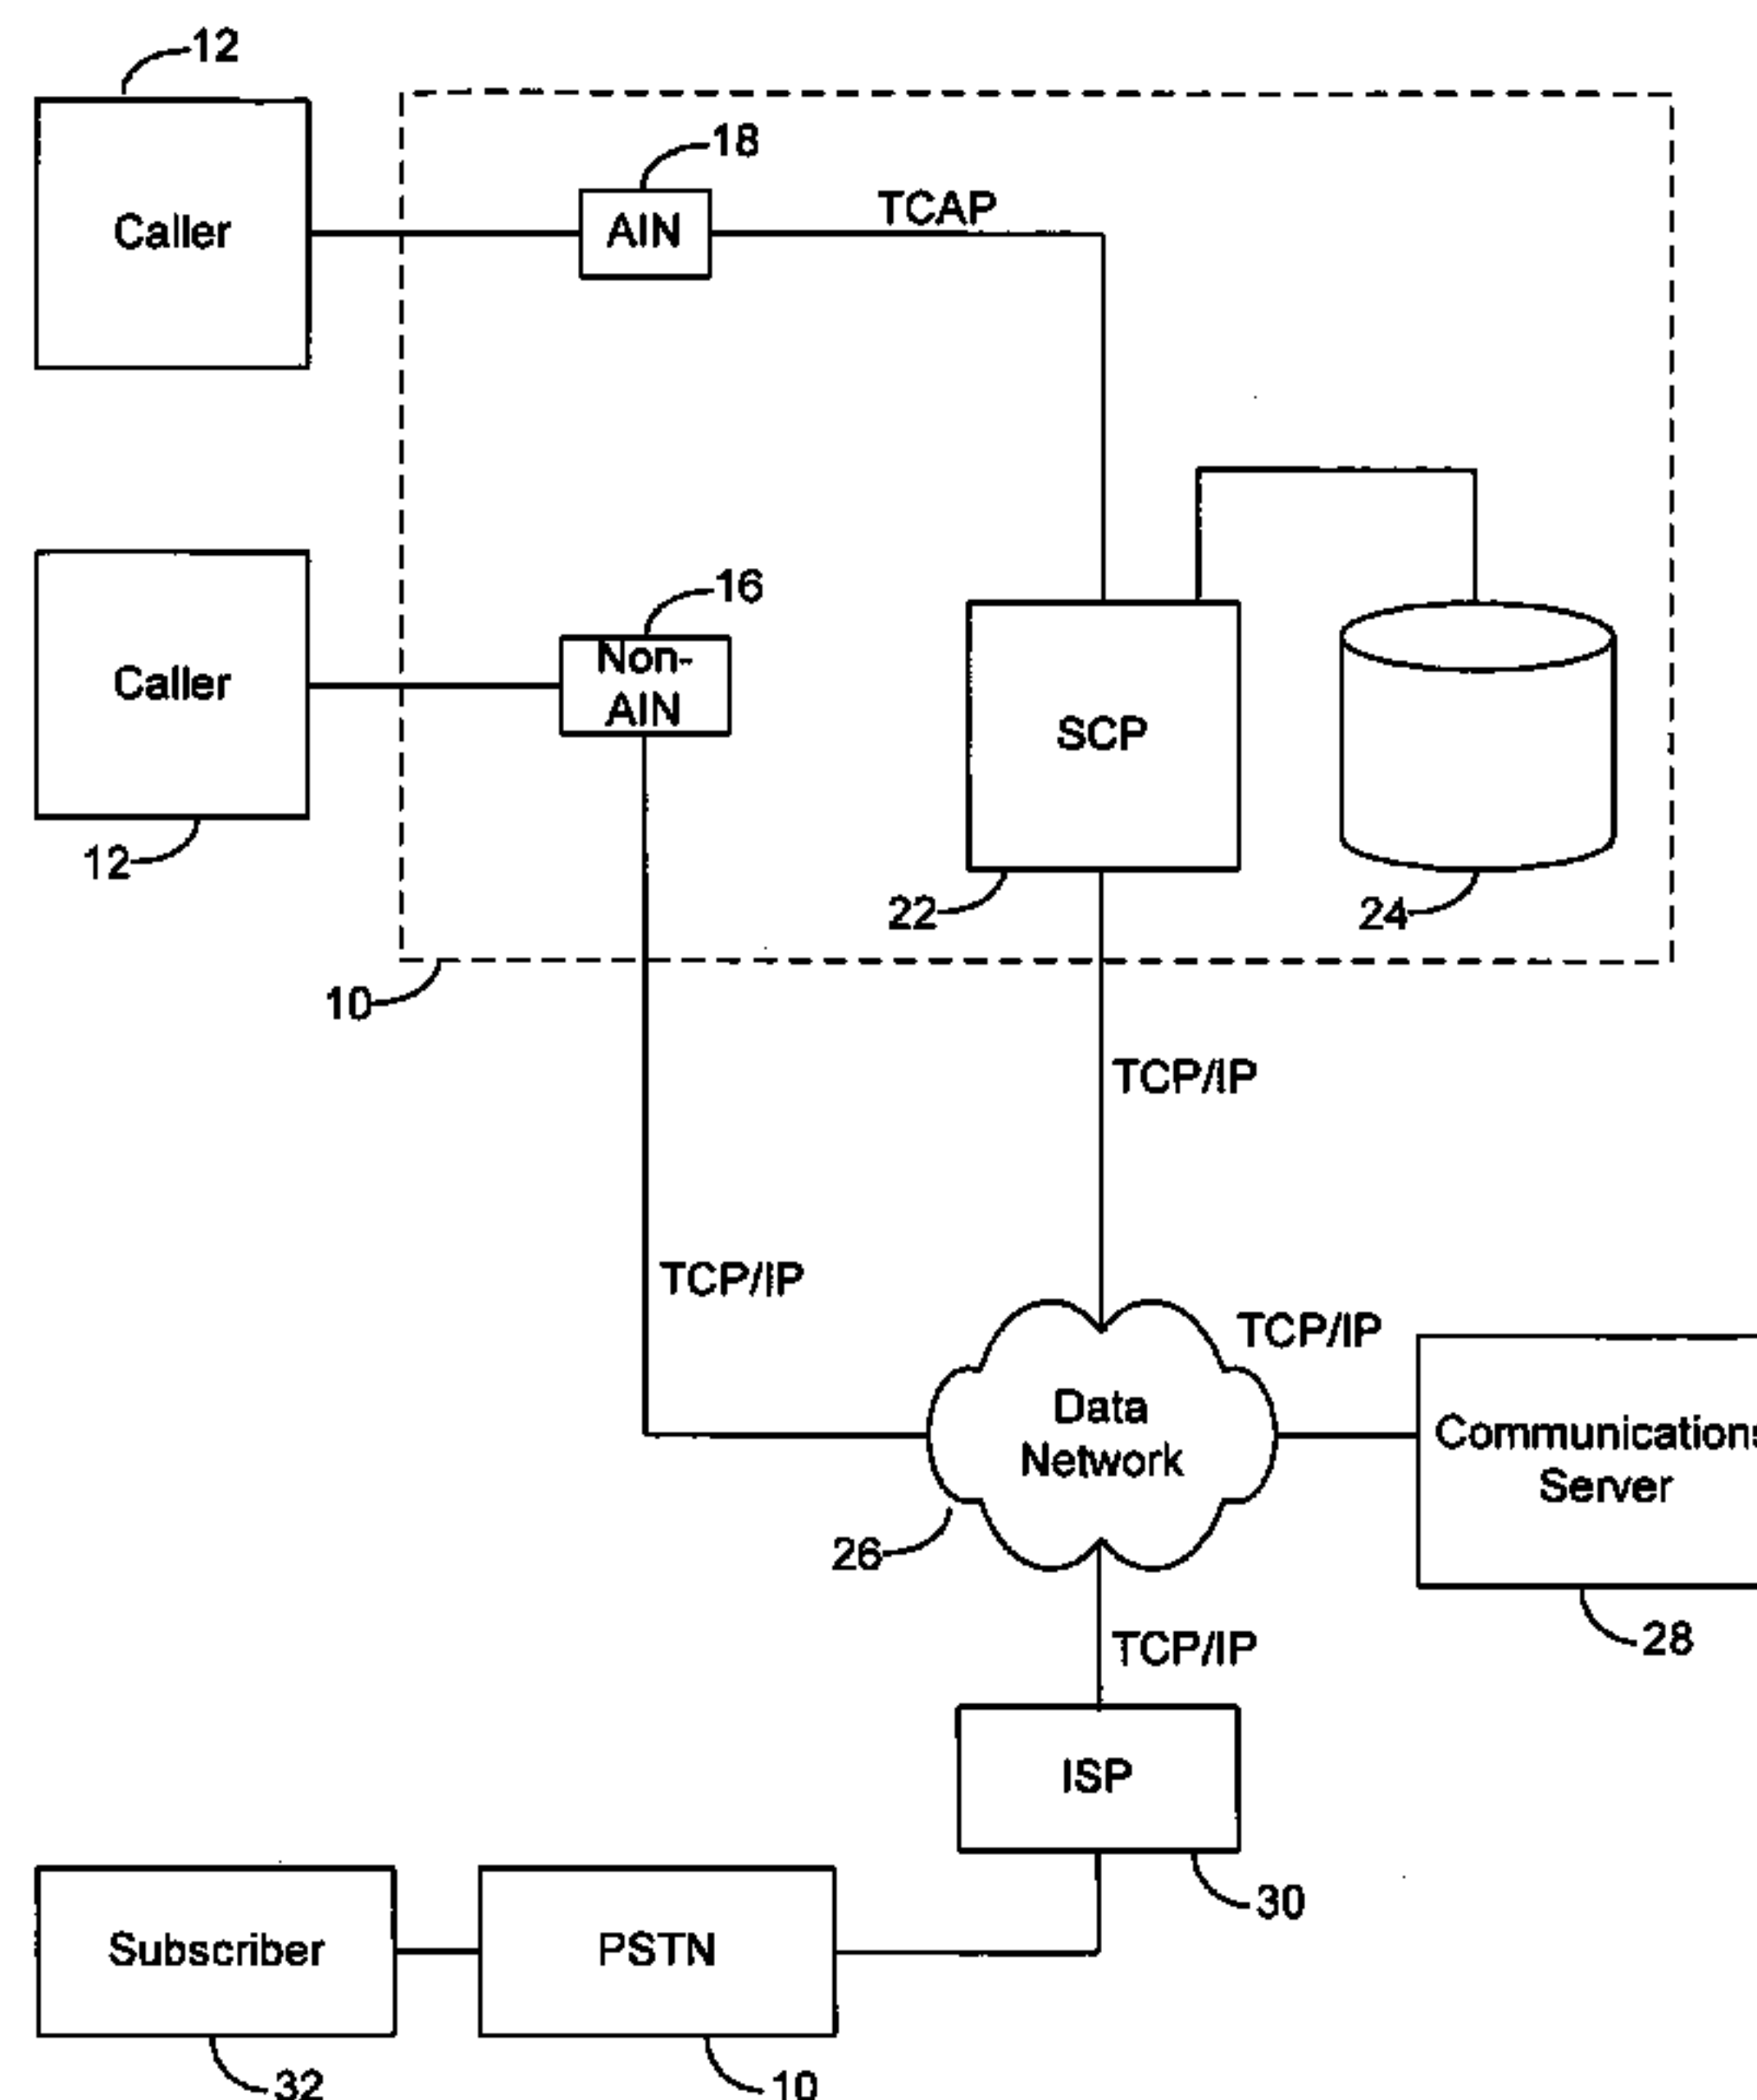 12
18
Caller
AIN
TCAP
16
Caller
Non-
AIN
SCP
12
22
24
10
TCP/IP
TCP/IP
TCP/IP
Data
Network
Communications
Server
26
28
TCP/IP
ISP
30
Subscriber
PSTN
32
10